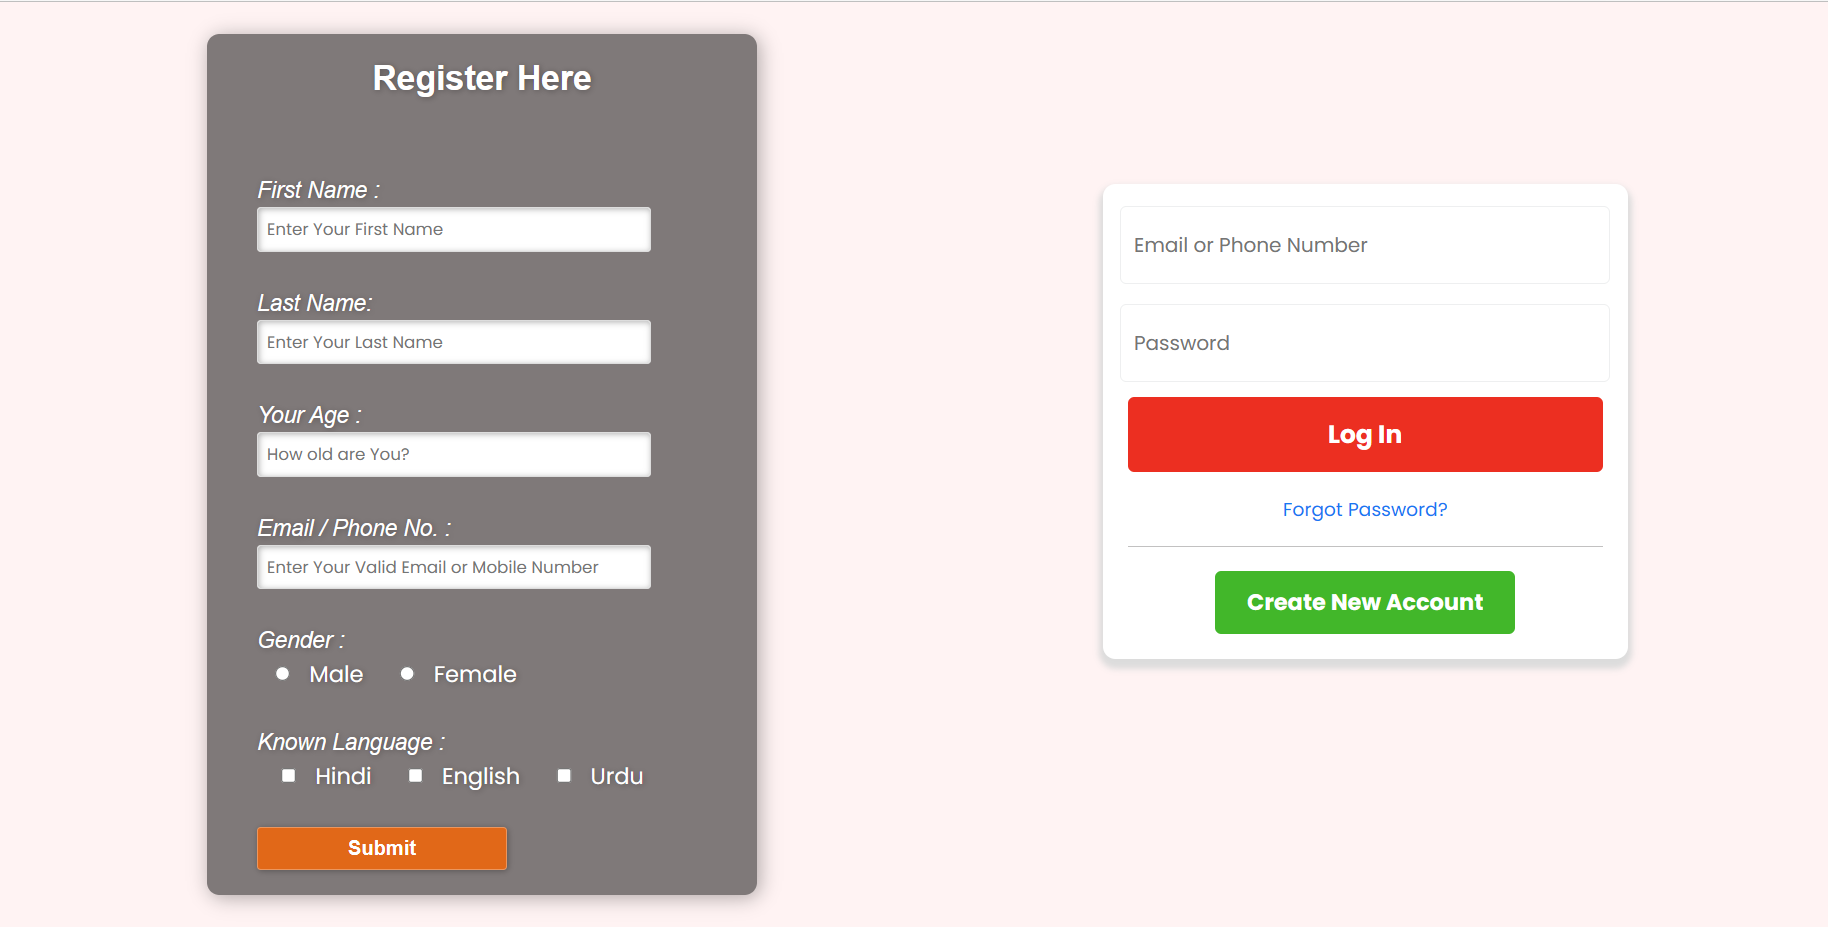 Register Here
First Name :
Enter Your First Name
Last Name:
Enter Your Last Name
Your Age :
How old are You?
Email / Phone No. :
Enter Your Valid Email or Mobile Number
Gender :
Male Female
Known Language :
Hindi English Urdu
Submit
Email or Phone Number
Password
Log In
Forgot Password?
Create New Account